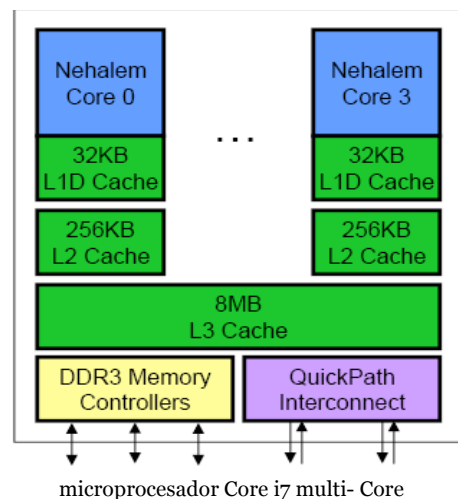 Nehalem
Core 0
Nehalem
Core 3
...
32KB
L1D Cache
32KB
L1D Cache
256KB
L2 Cache
256KB
L2 Cache
8MB
L3 Cache
DDR3 Memory
Controllers
QuickPath
Interconnect
microprocesador Core i7 multi- Core